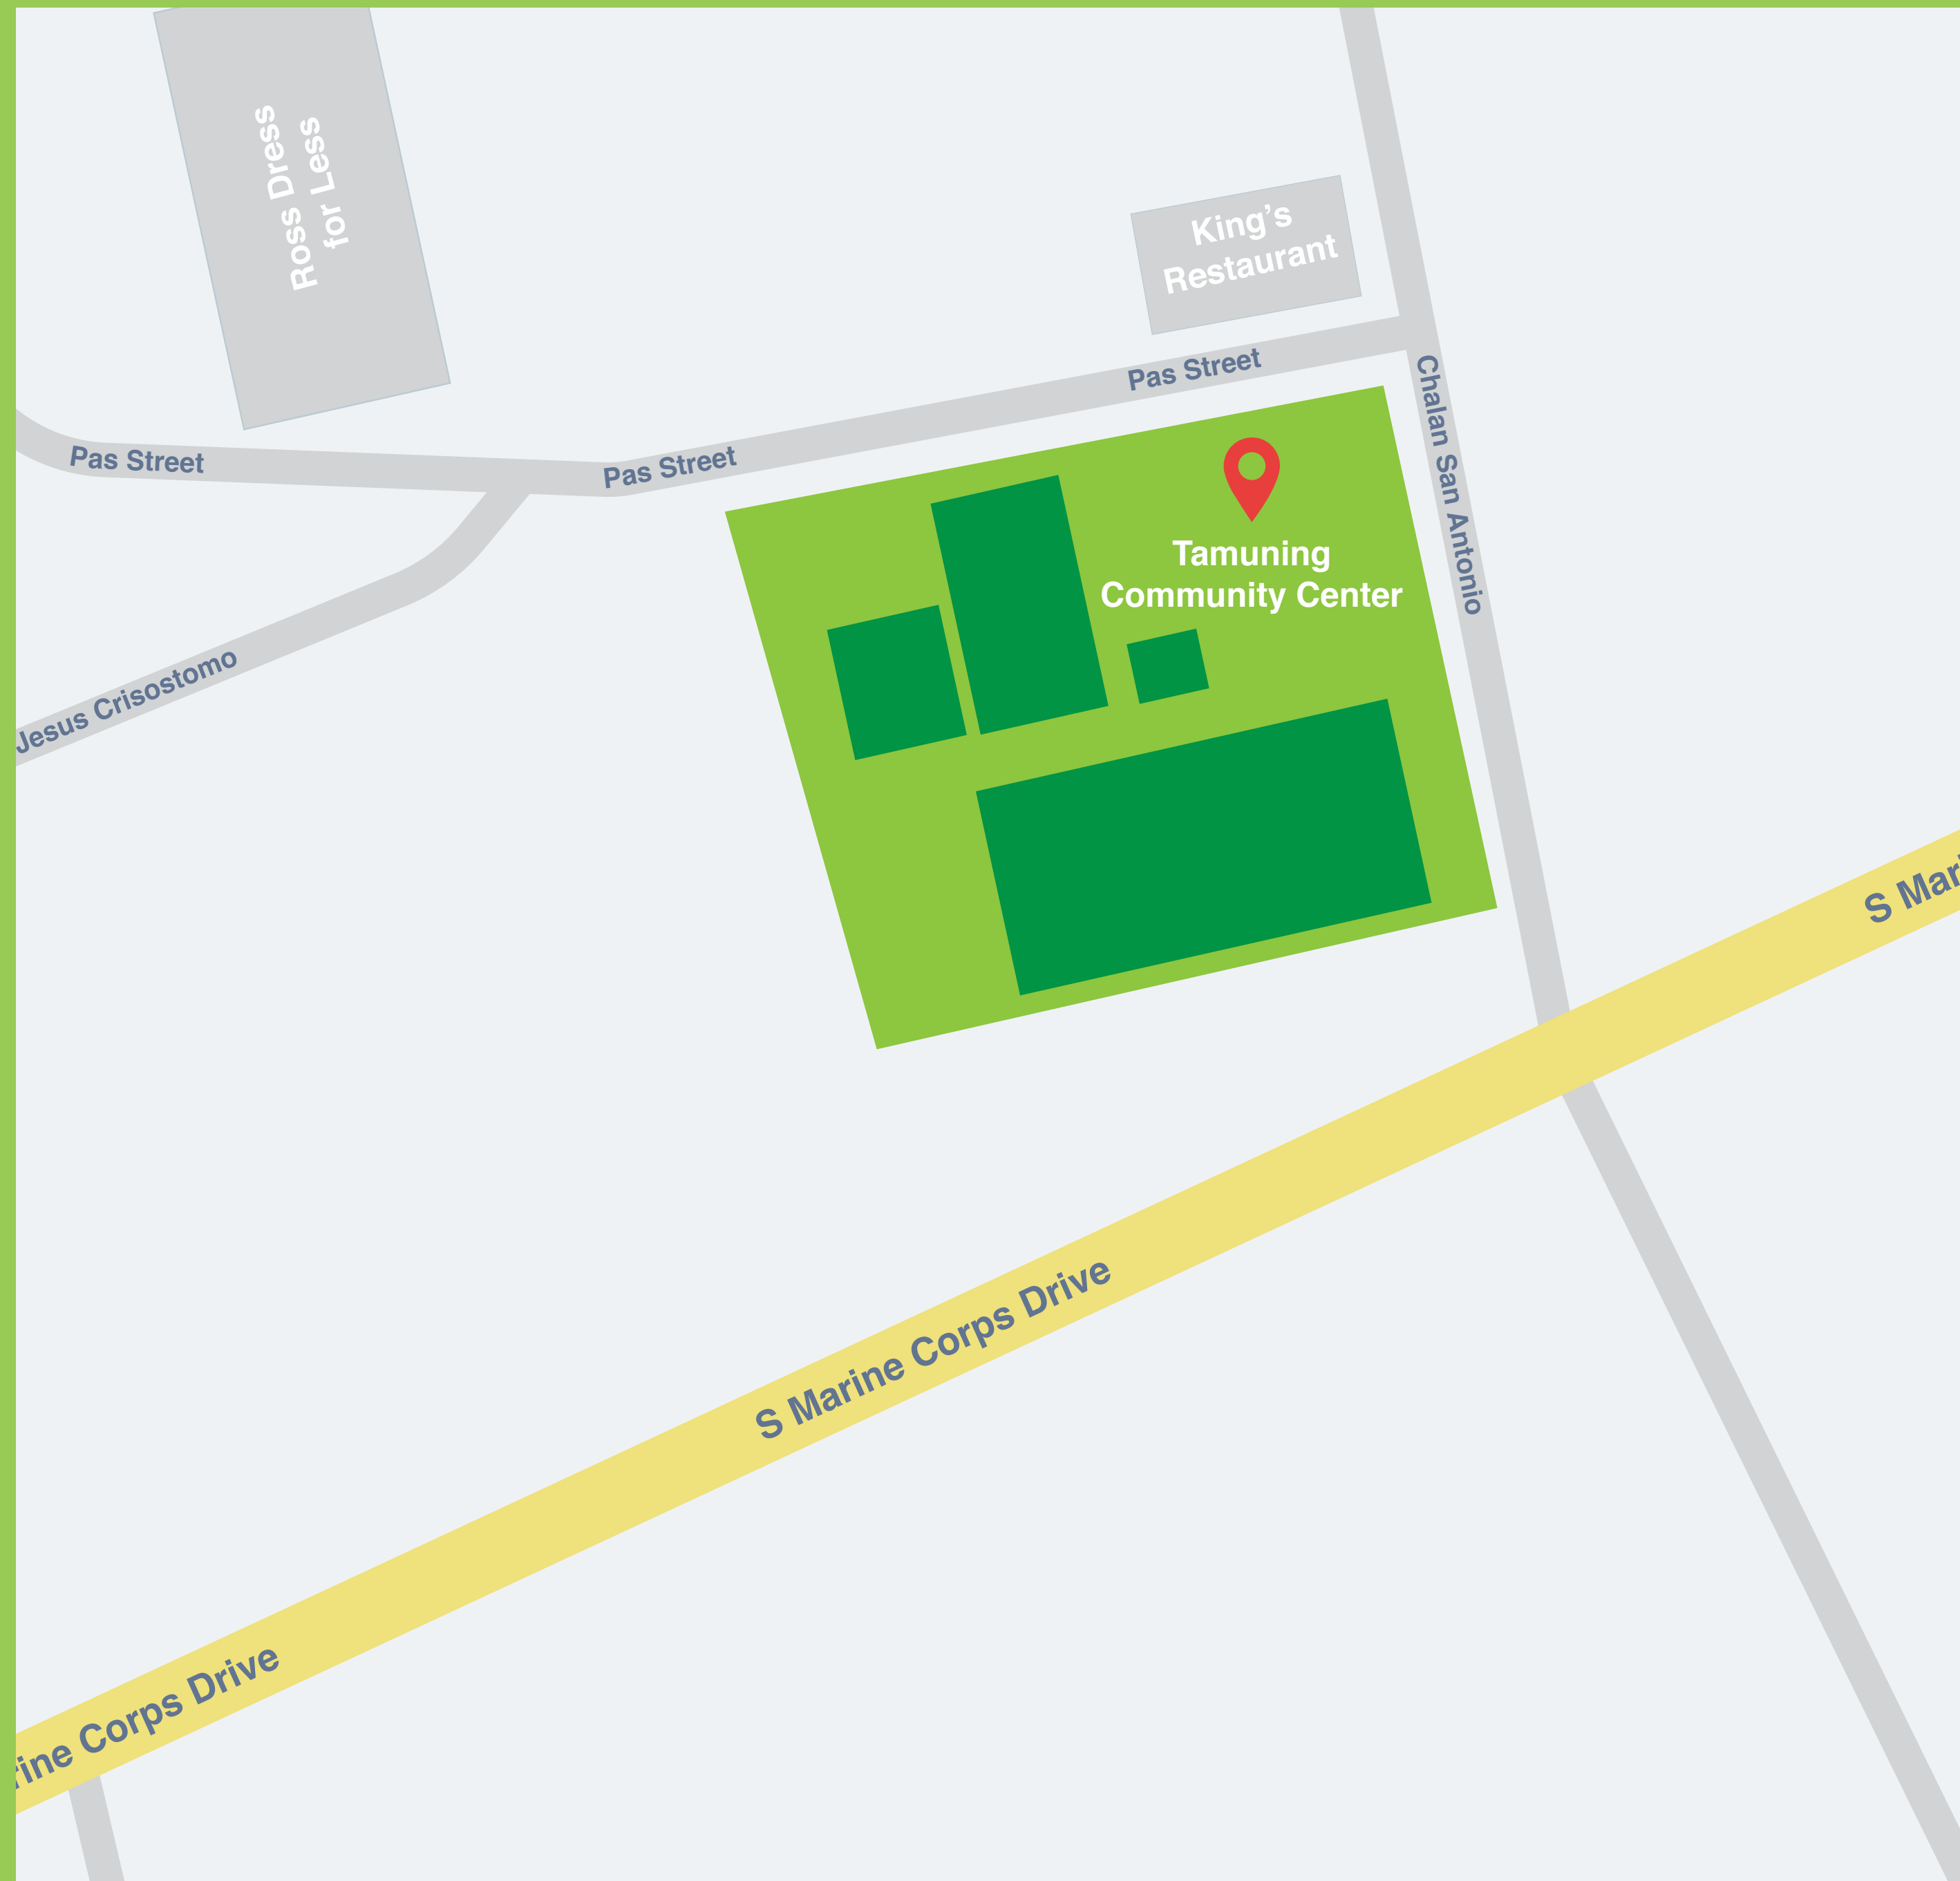 Ross Dress
for Less
King’s
Restaurant
Pas Street
Pas Street
Pas Street
Chalan San Antonio
Tamuning
Community Center
Jesus Crisostomo
S Mar
S Marine Corps Drive
rine Corps Drive